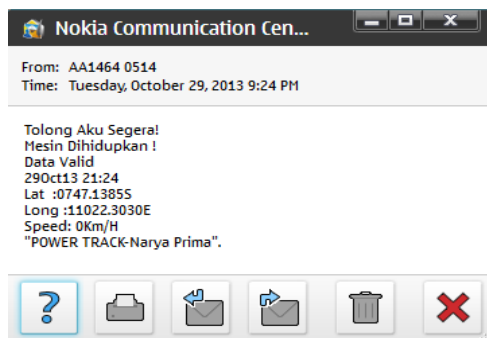 Nokia Communication Cen...
From: AA1464 0514
Time: Tuesday, October 29, 2013 9:24 PM
Tolong Aku Segera!
Mesin Dihidupkan !
Data Valid
29Oct13 21:24
Lat :0747.1385S
Long :11022.3030E
Speed: 0Km/H
"POWER TRACK-Narya Prima".